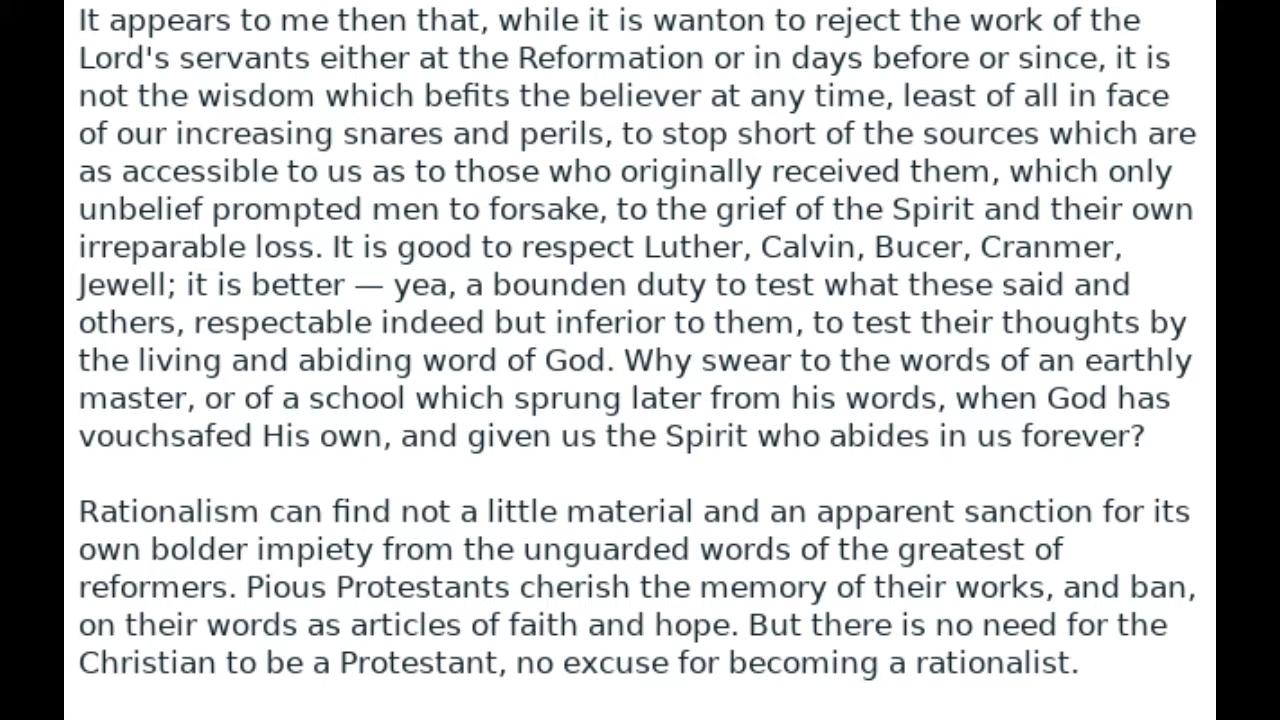 It appears to me then that, while it is wanton to reject the work of the
Lord's servants either at the Reformation or in days before or since, it is
not the wisdom which befits the believer at any time, least of all in face
of our increasing snares and perils, to stop short of the sources which are
as accessible to us as to those who originally received them, which only
unbelief prompted men to forsake, to the grief of the Spirit and their own
irreparable loss. It is good to respect Luther, Calvin, Bucer, Cranmer,
Jewell; it is better — yea, a bounden duty to test what these said and
others, respectable indeed but inferior to them, to test their thoughts by
the living and abiding word of God. Why swear to the words of an earthly
master, or of a school which sprung later from his words, when God has
vouchsafed His own, and given us the Spirit who abides in us forever?

Rationalism can find not a little material and an apparent sanction for its
own bolder impiety from the unguarded words of the greatest of
reformers. Pious Protestants cherish the memory of their works, and ban,
on their words as articles of faith and hope. But there is no need for the
Christian to be a Protestant, no excuse for becoming a rationalist.